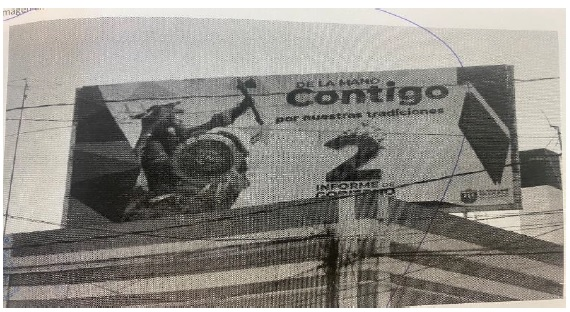 DE LA MANO
Contigo
por nuestras tradiciones
2
INFORME